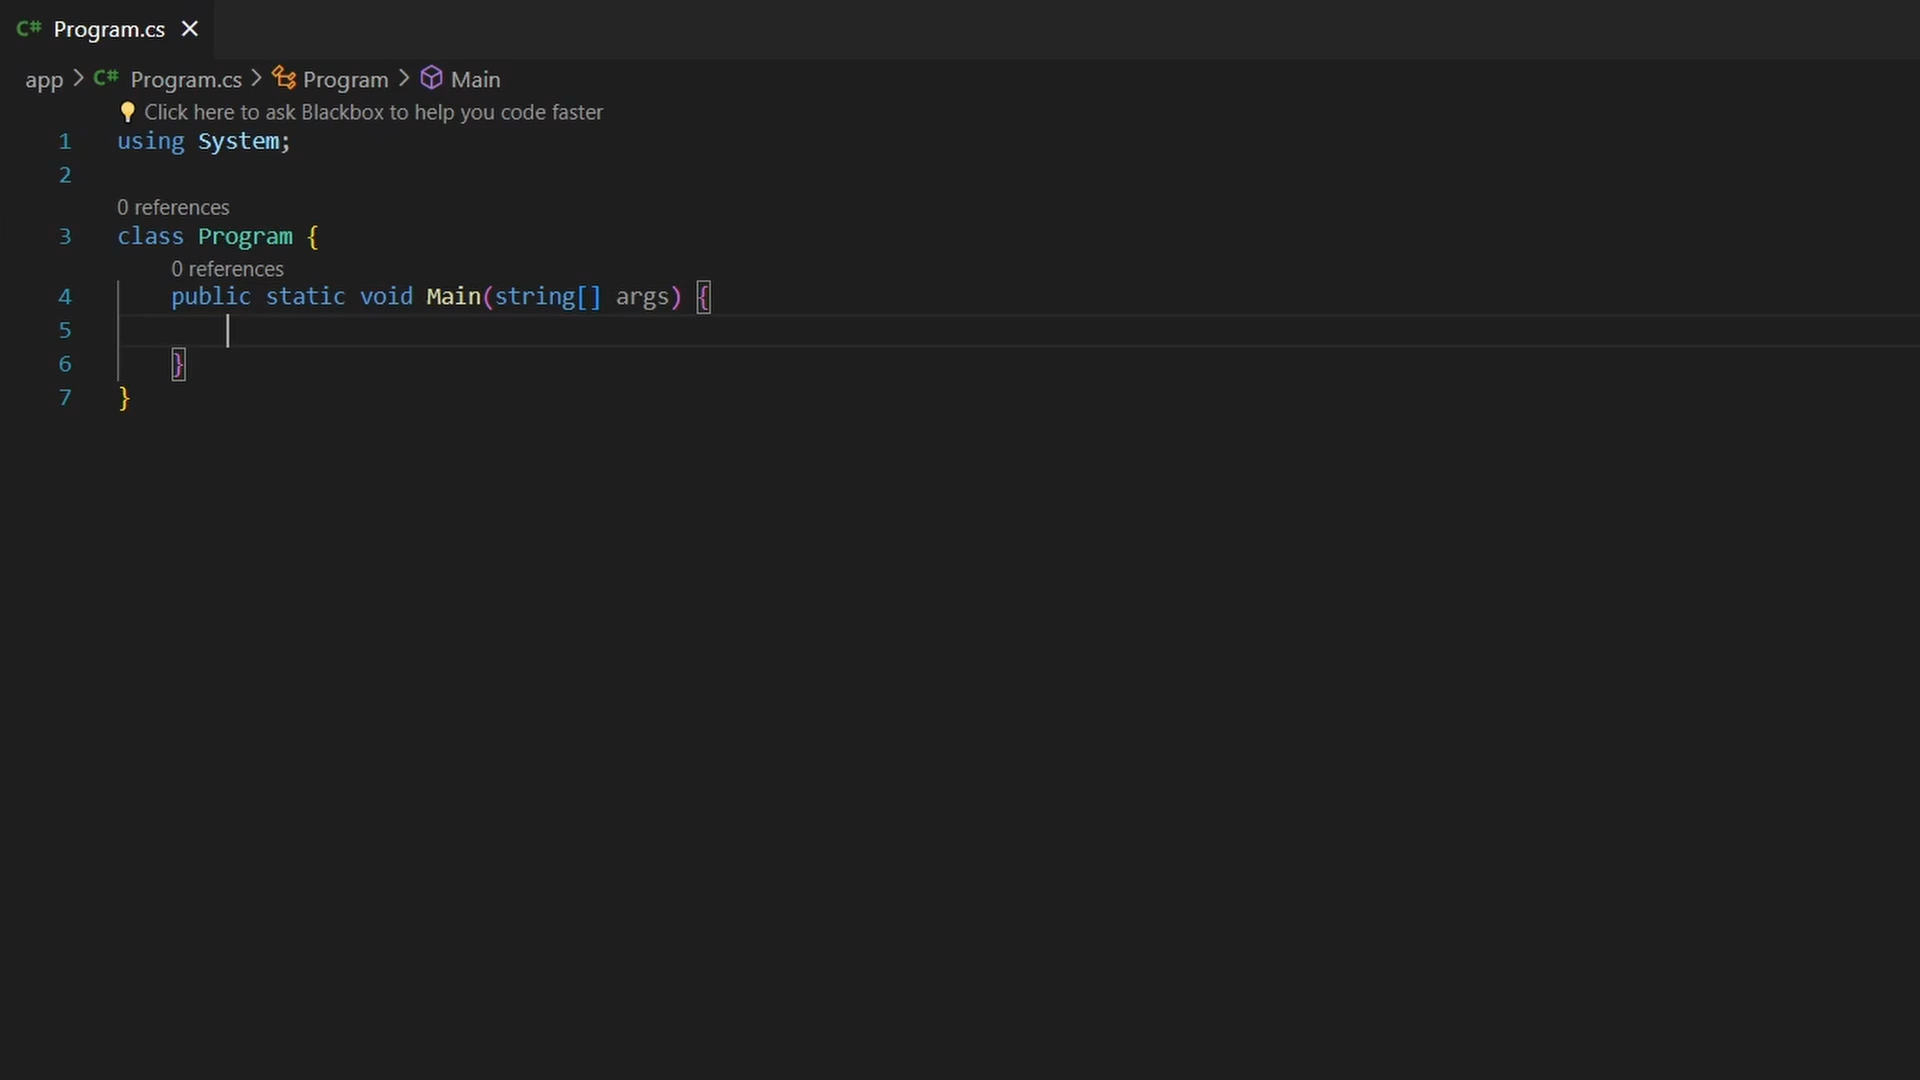 C# Program.cs ×
app > C# Program.cs > Program > Main
Click here to ask Blackbox to help you code faster
1 using System;
2
0 references
3 class Program {
0 references
4 public static void Main(string[] args) {
5
6 }
7 }